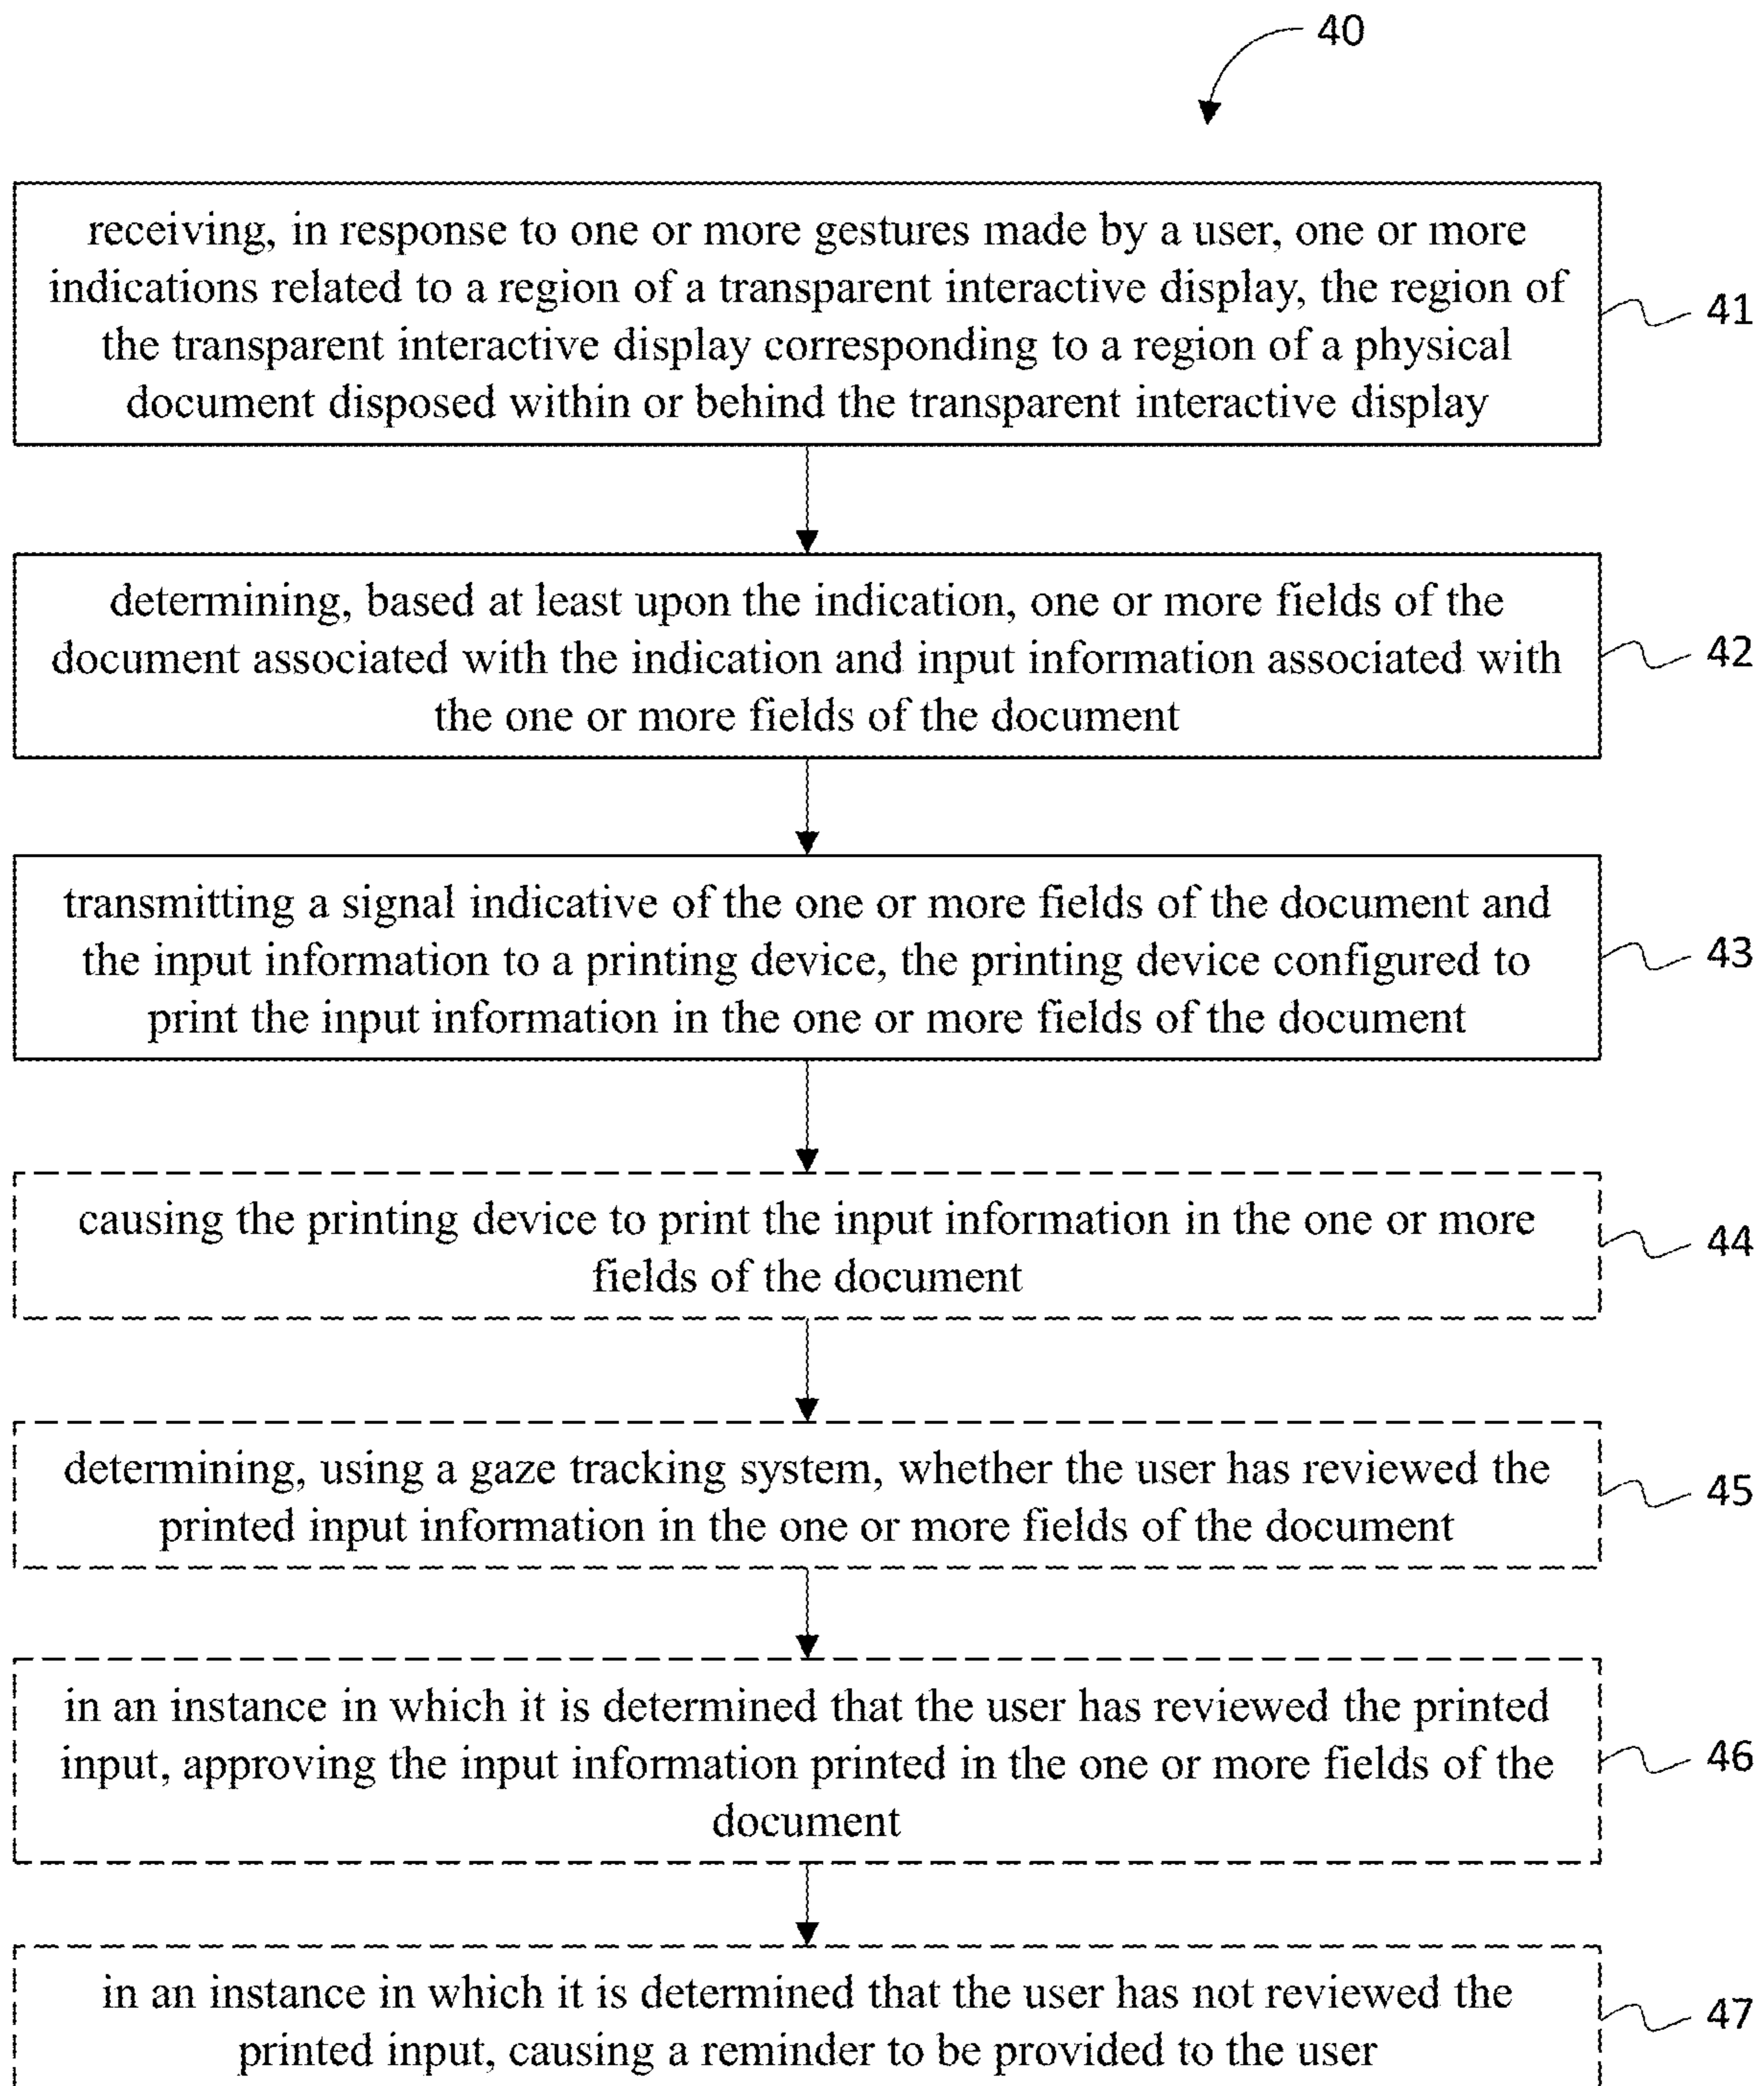 40
receiving, in response to one or more gestures made by a user, one or more
indications related to a region of a transparent interactive display, the region of
the transparent interactive display corresponding to a region of a physical
document disposed within or behind the transparent interactive display
41
determining, based at least upon the indication, one or more fields of the
document associated with the indication and input information associated with
the one or more fields of the document
42
transmitting a signal indicative of the one or more fields of the document and
the input information to a printing device, the printing device configured to
print the input information in the one or more fields of the document
43
causing the printing device to print the input information in the one or more
fields of the document
44
determining, using a gaze tracking system, whether the user has reviewed the
printed input information in the one or more fields of the document
45
in an instance in which it is determined that the user has reviewed the printed
input, approving the input information printed in the one or more fields of the
document
46
in an instance in which it is determined that the user has not reviewed the
printed input, causing a reminder to be provided to the user
47